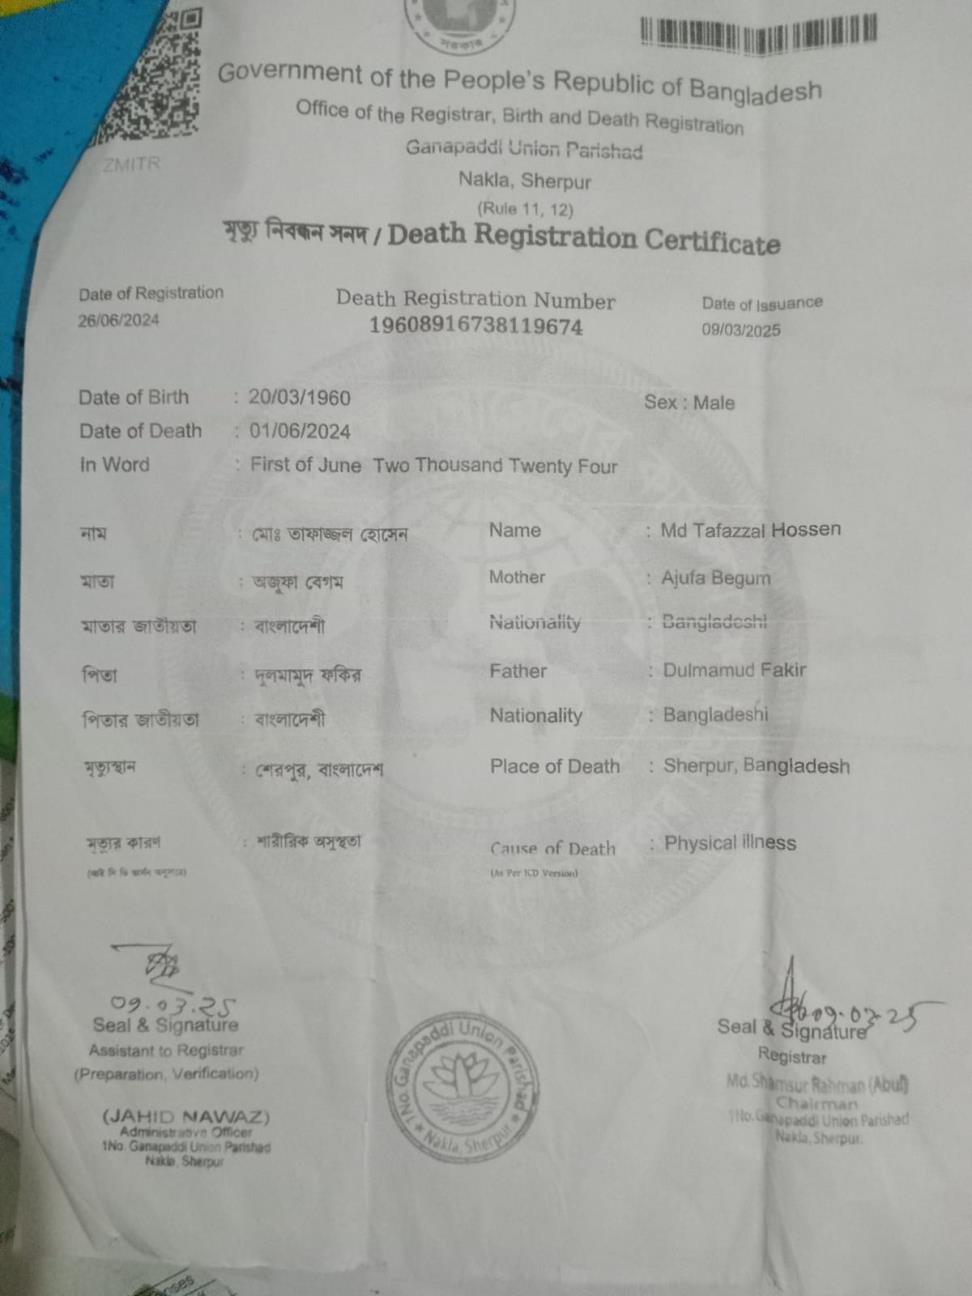 সরকার
ZMITR
Government of the People's Republic of Bangladesh
Office of the Registrar, Birth and Death Registration
Ganapaddi Union Parishad
Nakla, Sherpur
(Rule 11, 12)
মৃত্যু নিবন্ধন সনদ / Death Registration Certificate
Date of Registration
26/06/2024
Death Registration Number
19608916738119674
Date of Issuance
09/03/2025
Date of Birth : 20/03/1960
Sex : Male
Date of Death : 01/06/2024
In Word : First of June Two Thousand Twenty Four
নাম : মোঃ তাফাজ্জল হোসেন Name : Md Tafazzal Hossen
মাতা : অজুফা বেগম Mother : Ajufa Begum
মাতার জাতীয়তা : বাংলাদেশী Nationality : Bangladeshi
পিতা : দুলমামুদ ফকির Father : Dulmamud Fakir
পিতার জাতীয়তা : বাংলাদেশী Nationality : Bangladeshi
মৃত্যুস্থান : শেরপুর, বাংলাদেশ Place of Death : Sherpur, Bangladesh
মৃত্যুর কারণ : শারীরিক অসুস্থতা Cause of Death : Physical illness
(As Per ICD Version)
09.03.25
Seal & Signature
Assistant to Registrar
(Preparation, Verification)
(JAHID NAWAZ)
Administrative Officer
1No. Ganapaddi Union Parishad
Nakla, Sherpur
1No. Ganapaddi Union Parishad
Nakla, Sherpur
09.03.25
Seal & Signature
Registrar
Md. Shamsur Rahman (Abul)
Chairman
1No. Ganapaddi Union Parishad
Nakla, Sherpur.